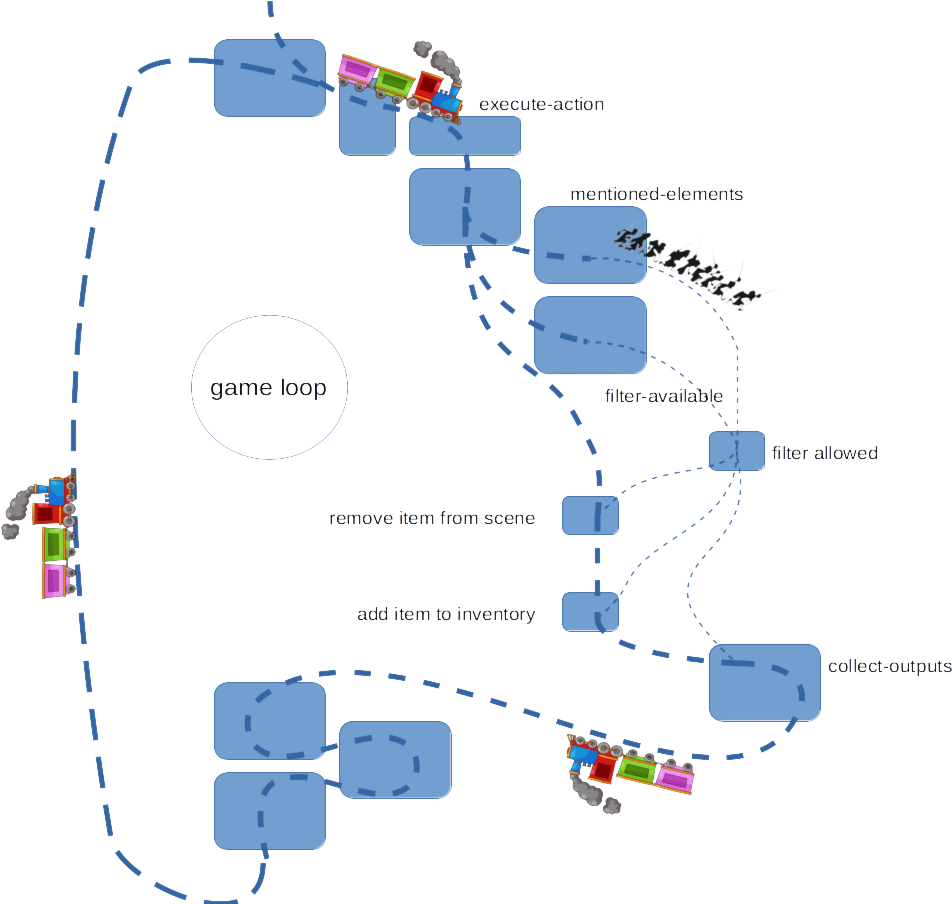 execute-action
mentioned-elements
game loop
filter-available
filter allowed
remove item from scene
add item to inventory
collect-outputs